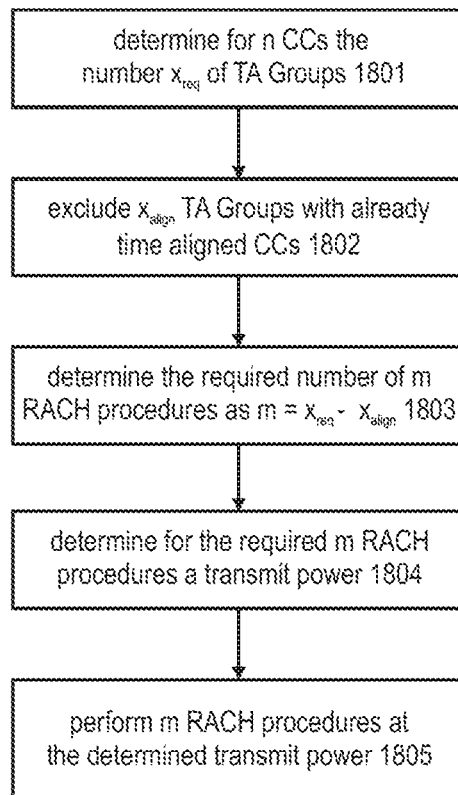 determine for n CCs the
number x_req of TA Groups 1801
exclude x_align TA Groups with already
time aligned CCs 1802
determine the required number of m
RACH procedures as m = x_req - x_align 1803
determine for the required m RACH
procedures a transmit power 1804
perform m RACH procedures at
the determined transmit power 1805